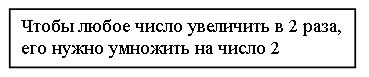 Чтобы любое число увеличить в 2 раза,
его нужно умножить на число 2